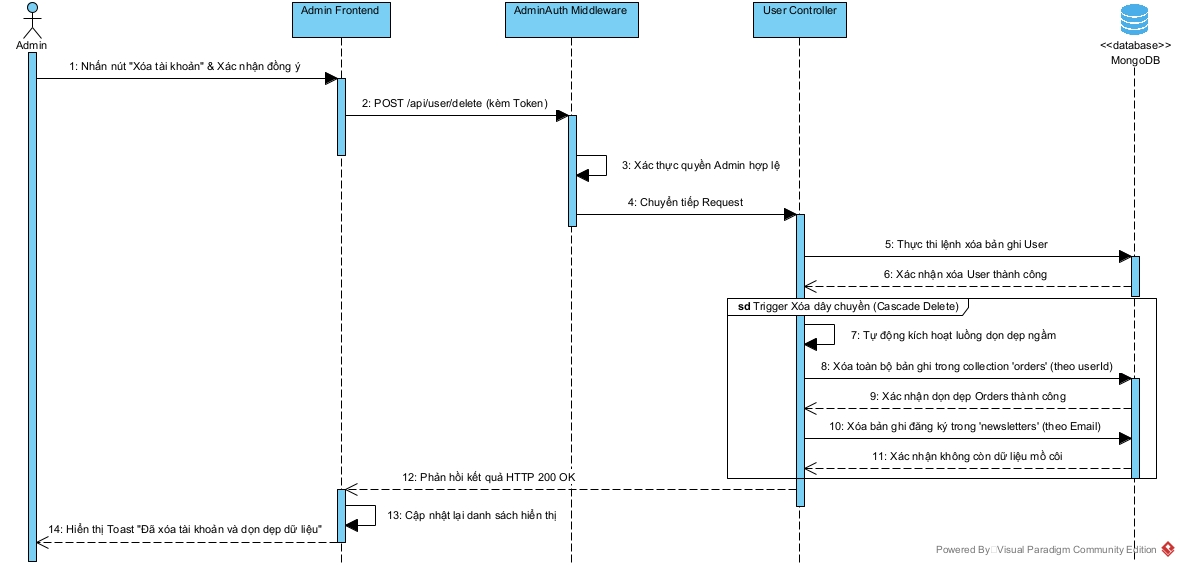 Admin Frontend
AdminAuth Middleware
User Controller
Admin
<<database>>
MongoDB
1: Nhấn nút "Xóa tài khoản" & Xác nhận đồng ý
2: POST /api/user/delete (kèm Token)
3: Xác thực quyền Admin hợp lệ
4: Chuyển tiếp Request
5: Thực thi lệnh xóa bản ghi User
6: Xác nhận xóa User thành công
sd Trigger Xóa dây chuyền (Cascade Delete)
7: Tự động kích hoạt luồng dọn dẹp ngầm
8: Xóa toàn bộ bản ghi trong collection 'orders' (theo userId)
9: Xác nhận dọn dẹp Orders thành công
10: Xóa bản ghi đăng ký trong 'newsletters' (theo Email)
11: Xác nhận không còn dữ liệu mồ côi
12: Phản hồi kết quả HTTP 200 OK
13: Cập nhật lại danh sách hiển thị
14: Hiển thị Toast "Đã xóa tài khoản và dọn dẹp dữ liệu"
Powered By Visual Paradigm Community Edition